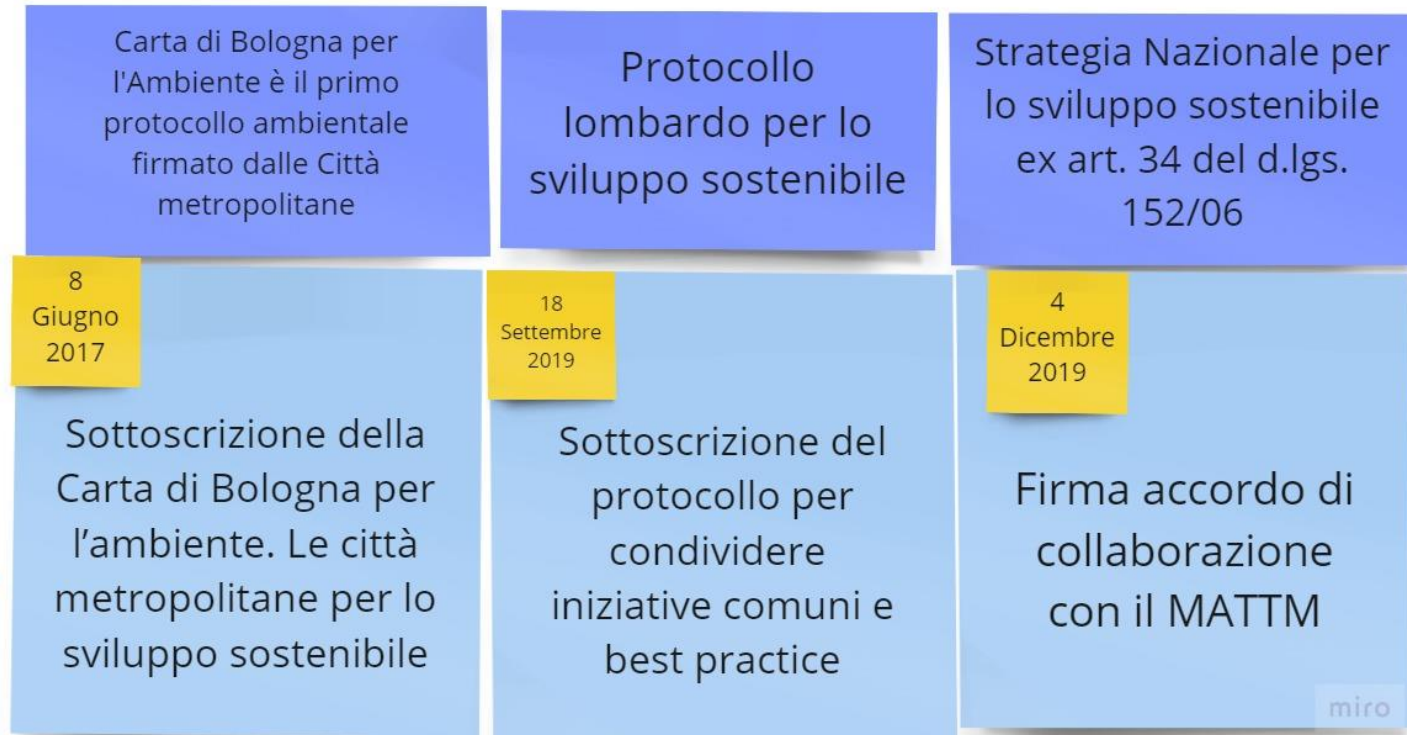 Carta di Bologna per
l'Ambiente è il primo
protocollo ambientale
firmato dalle Città
metropolitane
Protocollo
lombardo per lo
sviluppo sostenibile
Strategia Nazionale per
lo sviluppo sostenibile
ex art. 34 del d.lgs.
152/06
8
Giugno
2017
Sottoscrizione della
Carta di Bologna per
l’ambiente. Le città
metropolitane per lo
sviluppo sostenibile
18
Settembre
2019
Sottoscrizione del
protocollo per
condividere
iniziative comuni e
best practice
4
Dicembre
2019
Firma accordo di
collaborazione
con il MATTM
miro